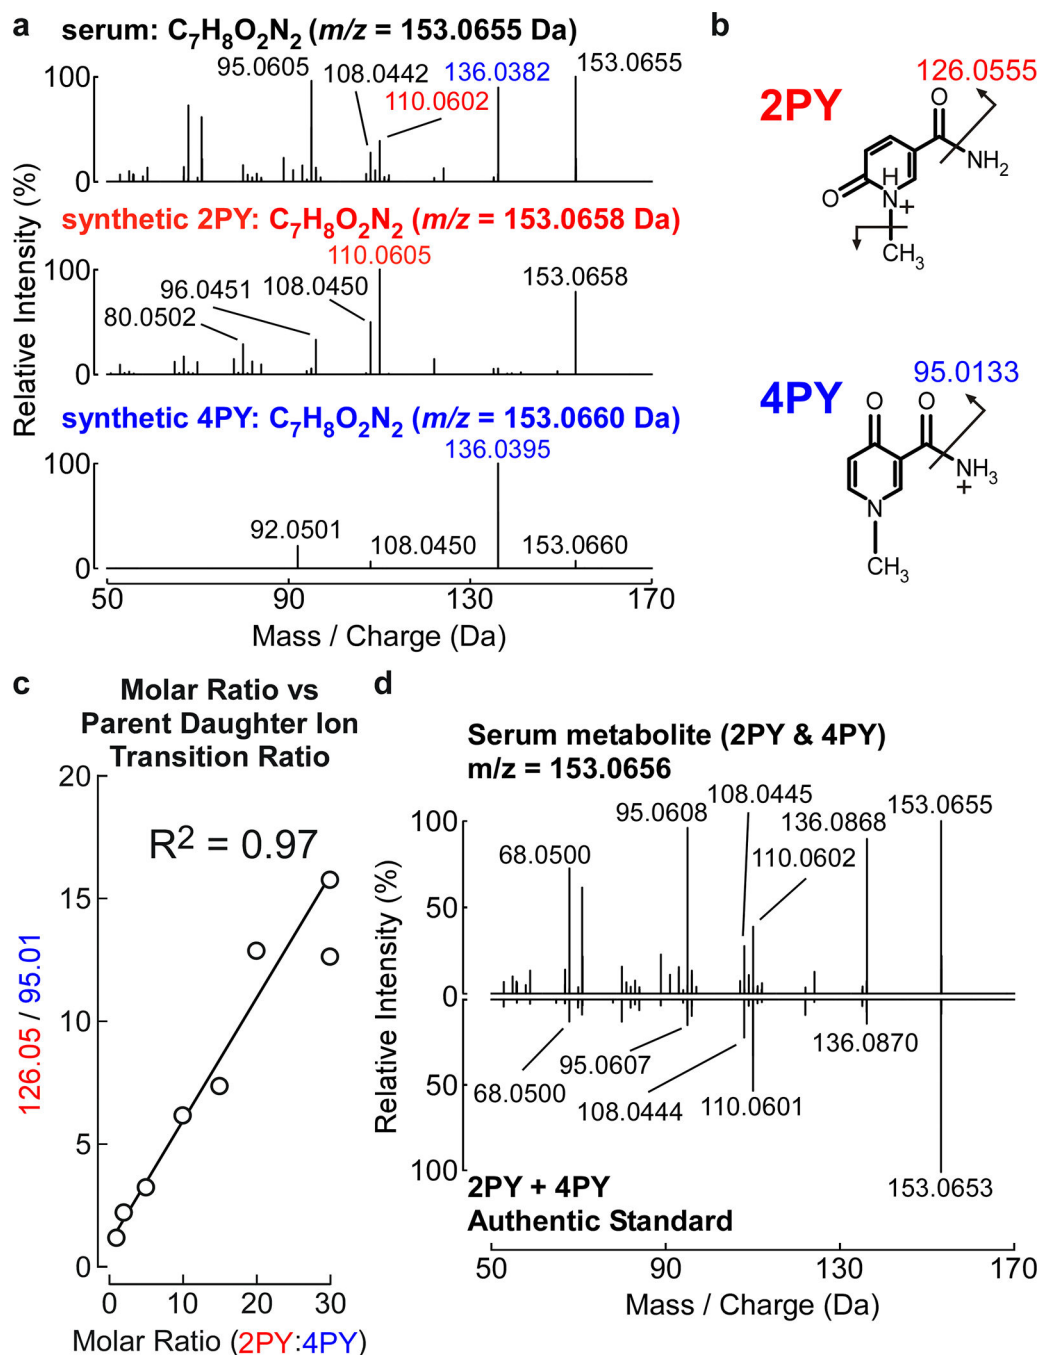 a
serum: C7H8O2N2 (m/z = 153.0655 Da)
100
0
95.0605
108.0442
136.0382
110.0602
153.0655
synthetic 2PY: C7H8O2N2 (m/z = 153.0658 Da)
100
0
110.0605
96.0451
108.0450
153.0658
80.0502
synthetic 4PY: C7H8O2N2 (m/z = 153.0660 Da)
100
0
136.0395
92.0501
108.0450
153.0660
Relative Intensity (%)
50 90 130 170
Mass / Charge (Da)
b
2PY
126.0555
O
NH2
O
H
N
+
CH3
4PY
95.0133
O
O
NH3
+
N
CH3
c
Molar Ratio vs
Parent Daughter Ion
Transition Ratio
R2 = 0.97
20
15
10
5
0
126.05 / 95.01
0 10 20 30
Molar Ratio (2PY:4PY)
d
Serum metabolite (2PY & 4PY)
m/z = 153.0656
100
50
0
0
50
100
Relative Intensity (%)
68.0500
95.0608
108.0445
136.0868
110.0602
153.0655
68.0500
95.0607
108.0444
110.0601
136.0870
153.0653
2PY + 4PY
Authentic Standard
50 90 130 170
Mass / Charge (Da)